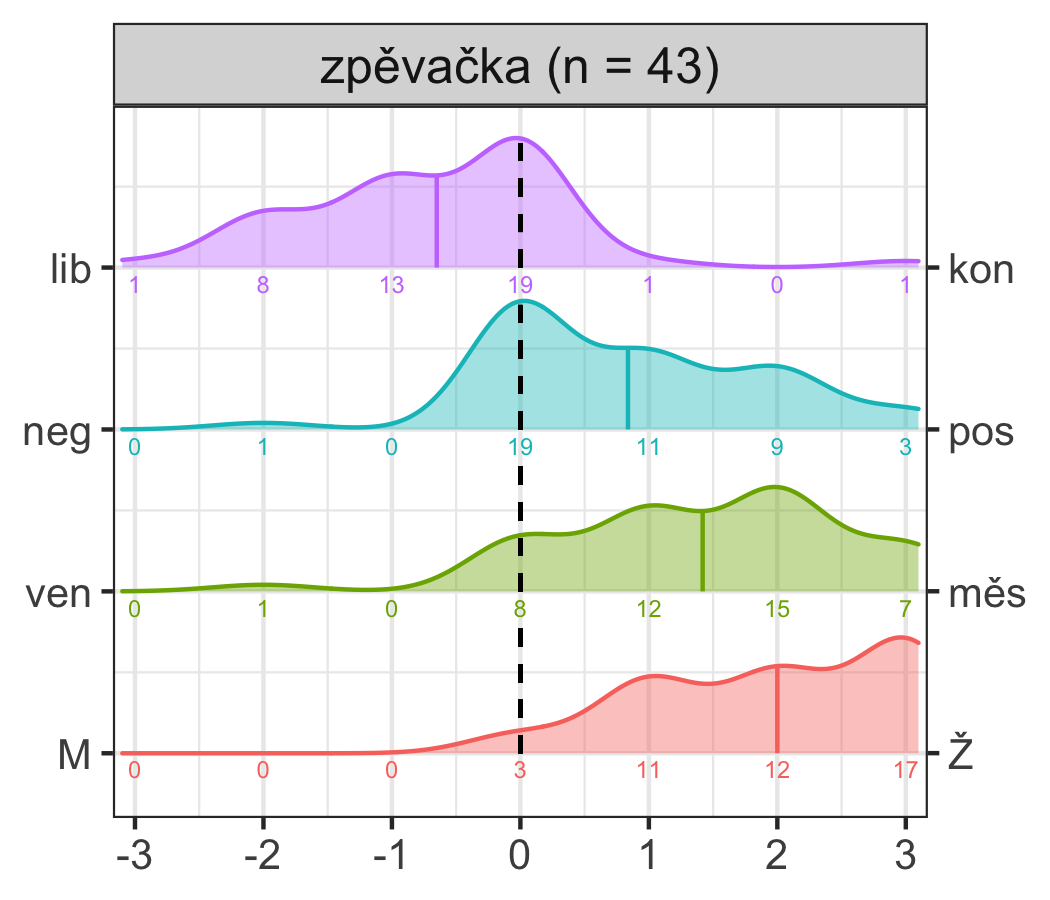 zpěvačka (n = 43)
lib kon
1 8 13 19 1 0 1
neg pos
0 1 0 19 11 9 3
ven měs
0 1 0 8 12 15 7
M Ž
0 0 0 3 11 12 17
-3 -2 -1 0 1 2 3